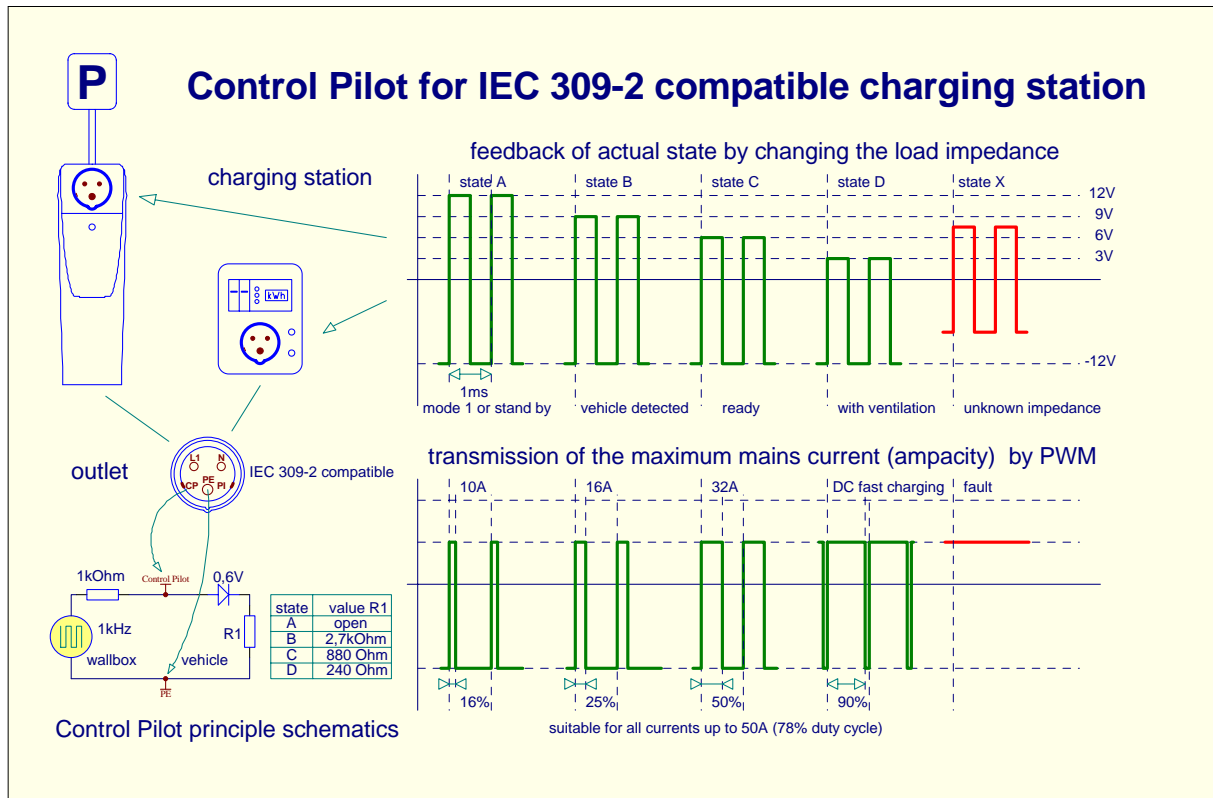 P
Control Pilot for IEC 309-2 compatible charging station
feedback of actual state by changing the load impedance
charging station
state A state B state C state D state X
12V
9V
6V
3V
-12V
kWh
1ms
mode 1 or stand by vehicle detected ready with ventilation unknown impedance
outlet
L1 N
CP PE PI
IEC 309-2 compatible
transmission of the maximum mains current (ampacity) by PWM
10A 16A 32A DC fast charging fault
16% 25% 50% 90%
suitable for all currents up to 50A (78% duty cycle)
1kOhm Control Pilot 0,6V
1kHz
wallbox vehicle R1
PE
state value R1
A open
B 2,7kOhm
C 880 Ohm
D 240 Ohm
Control Pilot principle schematics